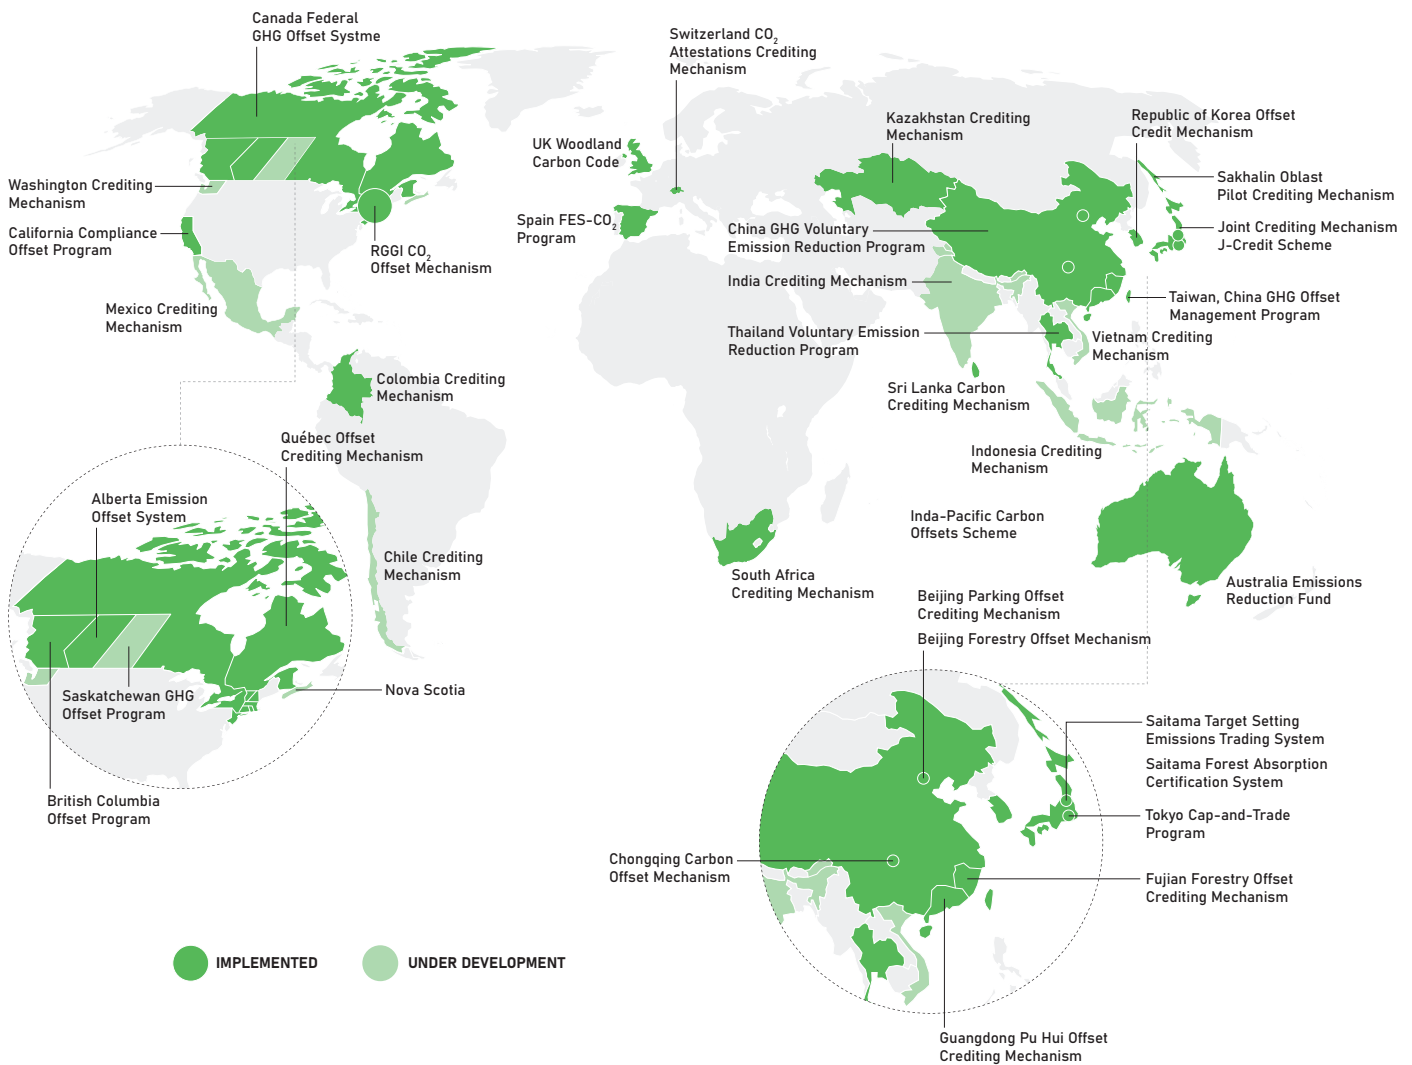 Canada Federal
GHG Offset Systme
Switzerland CO₂
Attestations Crediting
Mechanism
Kazakhstan Crediting
Mechanism
Republic of Korea Offset
Credit Mechanism
UK Woodland
Carbon Code
Washington Crediting
Mechanism
Sakhalin Oblast
Pilot Crediting Mechanism
Spain FES-CO₂
Program
California Compliance
Offset Program
RGGI CO₂
Offset Mechanism
China GHG Voluntary
Emission Reduction Program
Joint Crediting Mechanism
J-Credit Scheme
India Crediting Mechanism
Mexico Crediting
Mechanism
Taiwan, China GHG Offset
Management Program
Thailand Voluntary Emission
Reduction Program
Vietnam Crediting
Mechanism
Colombia Crediting
Mechanism
Sri Lanka Carbon
Crediting Mechanism
Québec Offset
Crediting Mechanism
Indonesia Crediting
Mechanism
Alberta Emission
Offset System
Inda-Pacific Carbon
Offsets Scheme
Chile Crediting
Mechanism
South Africa
Crediting Mechanism
Australia Emissions
Reduction Fund
Beijing Parking Offset
Crediting Mechanism
Beijing Forestry Offset Mechanism
Saskatchewan GHG
Offset Program
Nova Scotia
Saitama Target Setting
Emissions Trading System
Saitama Forest Absorption
Certification System
British Columbia
Offset Program
Tokyo Cap-and-Trade
Program
Chongqing Carbon
Offset Mechanism
Fujian Forestry Offset
Crediting Mechanism
IMPLEMENTED
UNDER DEVELOPMENT
Guangdong Pu Hui Offset
Crediting Mechanism